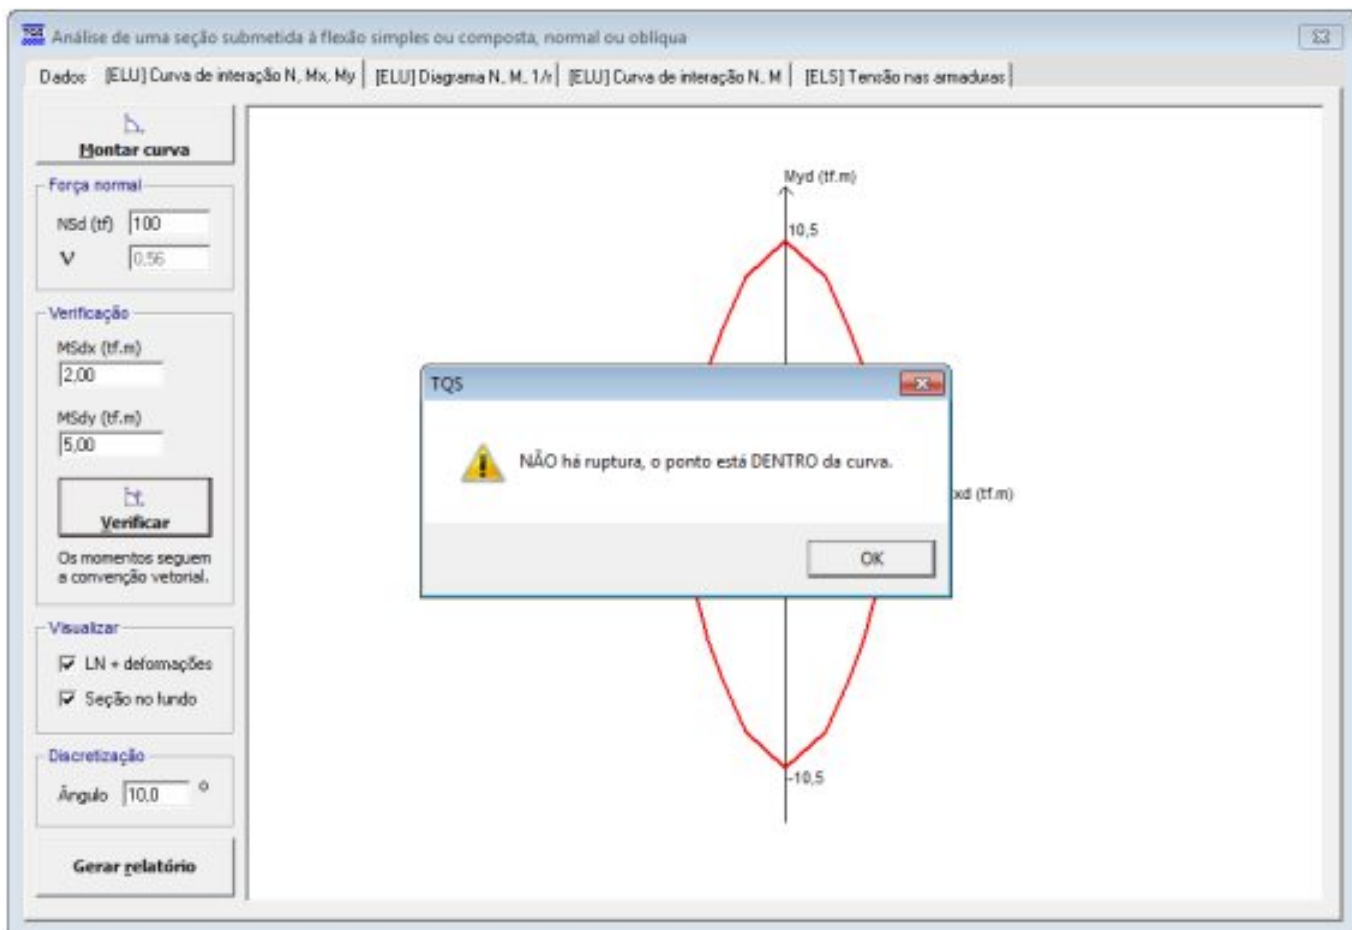 TQS
Análise de uma seção submetida à flexão simples ou composta, normal ou oblíqua
Dados
[ELU] Curva de interação N, Mx, My
[ELU] Diagrama N, M, 1/r
[ELU] Curva de interação N, M
[ELS] Tensão nas armaduras
Montar curva
Força normal
NSd (tf) 100
ν 0,56
Verificação
MSdx (tf.m)
2,00
MSdy (tf.m)
5,00
Verificar
Os momentos seguem
a convenção vetorial.
Visualizar
LN + deformações
Seção no fundo
Discretização
Ângulo 10,0 °
Gerar relatório
Myd (tf.m)
10,5
TQS
NÃO há ruptura, o ponto está DENTRO da curva.
OK
xd (tf.m)
-10,5